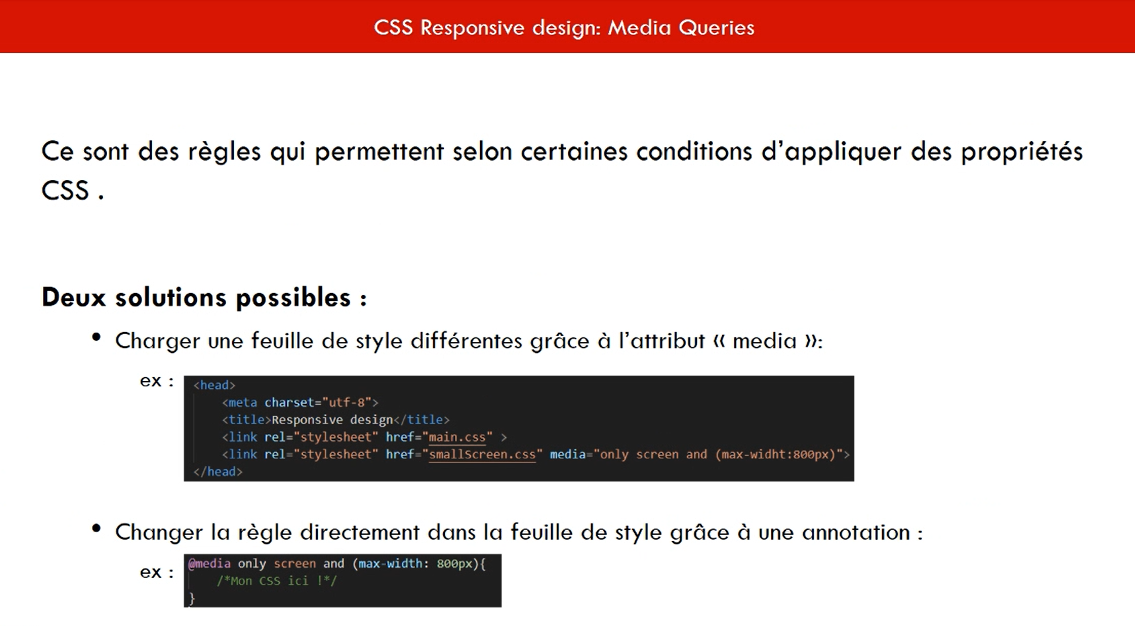 CSS Responsive design: Media Queries
Ce sont des règles qui permettent selon certaines conditions d'appliquer des propriétés
CSS .
Deux solutions possibles :
• Charger une feuille de style différentes grâce à l'attribut « media »:
ex :
<head>
<meta charset="utf-8">
<title>Responsive design</title>
<link rel="stylesheet" href="main.css" >
<link rel="stylesheet" href="smallScreen.css" media="only screen and (max-widht:800px)">
</head>
• Changer la règle directement dans la feuille de style grâce à une annotation :
ex :
@media only screen and (max-width: 800px){
/*Mon CSS ici !*/
}